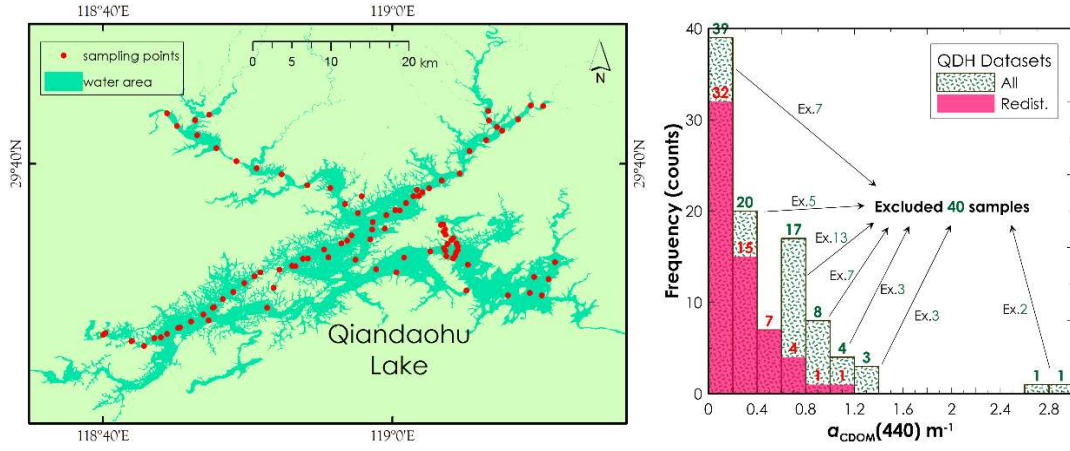 118°40'E
119°0'E
sampling points
water area
0
5
10
20
km
N
29°40'N
29°40'N
Qiandaohu
Lake
118°40'E
119°0'E
QDH Datasets
All
Redist.
Frequency (counts)
40
30
20
10
0
39
32
20
15
7
17
4
8
1
4
1
3
1
1
Ex.7
Ex.5
Ex.13
Ex.7
Ex.3
Ex.3
Ex.2
Excluded 40 samples
0
0.4
0.8
1.2
1.6
2
2.4
2.8
aCDOM(440) m-1